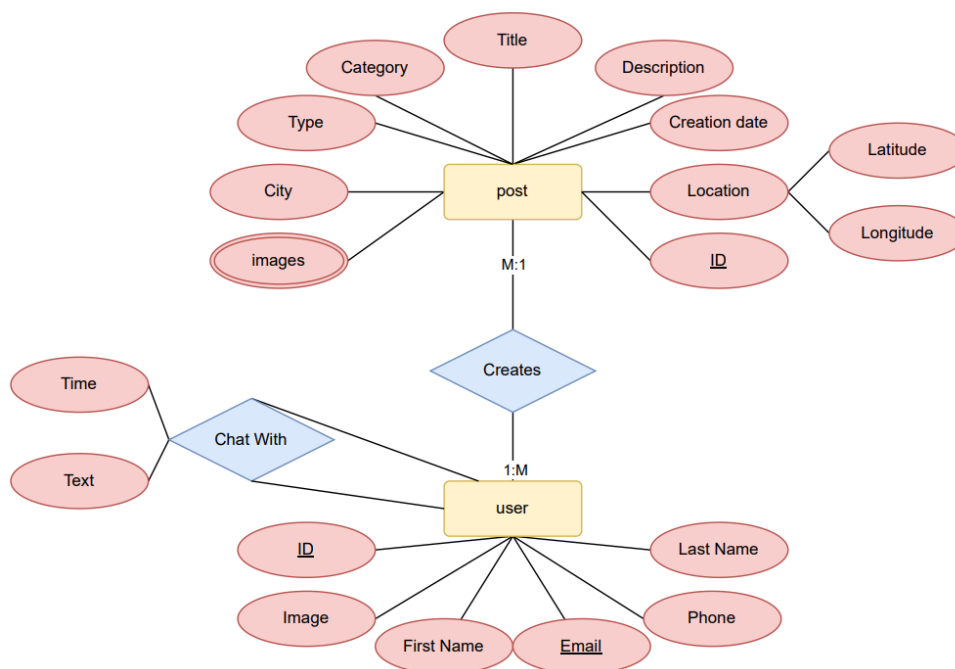 Title
Category
Description
Type
Creation date
Latitude
City
post
Location
Longitude
images
ID
M:1
Time
Creates
Chat With
Text
1:M
user
ID
Last Name
Image
Phone
First Name
Email